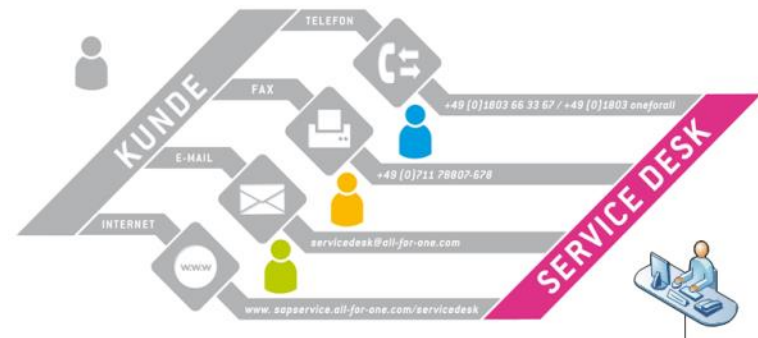 TELEFON
KUNDE
+49 (0)1803 66 33 67 / +49 (0)1803 oneforall
FAX
+49 (0)711 78807-678
E-MAIL
servicedesk@all-for-one.com
INTERNET
www
www. sapservice.all-for-one.com/servicedesk
SERVICE DESK